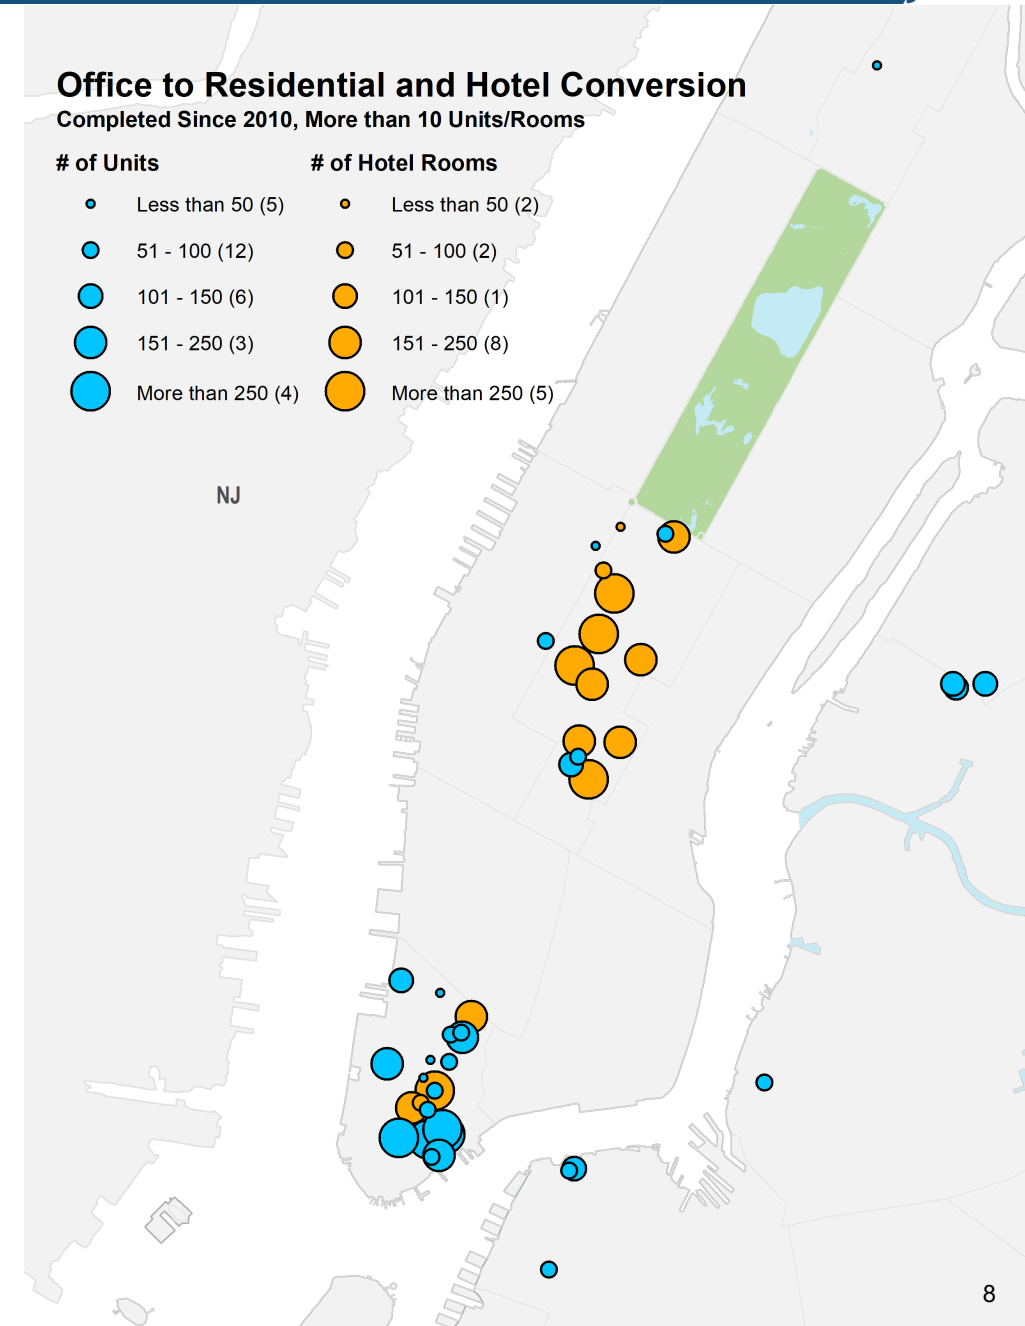 Office to Residential and Hotel Conversion
Completed Since 2010, More than 10 Units/Rooms
# of Units
Less than 50 (5)
51 - 100 (12)
101 - 150 (6)
151 - 250 (3)
More than 250 (4)
# of Hotel Rooms
Less than 50 (2)
51 - 100 (2)
101 - 150 (1)
151 - 250 (8)
More than 250 (5)
NJ
8